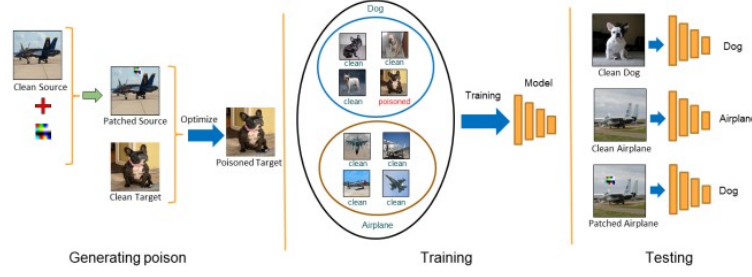 Clean Source
Patched Source
Clean Target
Optimize
Poisoned Target
Generating poison
Dog
clean
clean
clean
poisoned
clean
clean
clean
clean
Airplane
Training
Model
Training
Clean Dog
Dog
Clean Airplane
Airplane
Patched Airplane
Dog
Testing